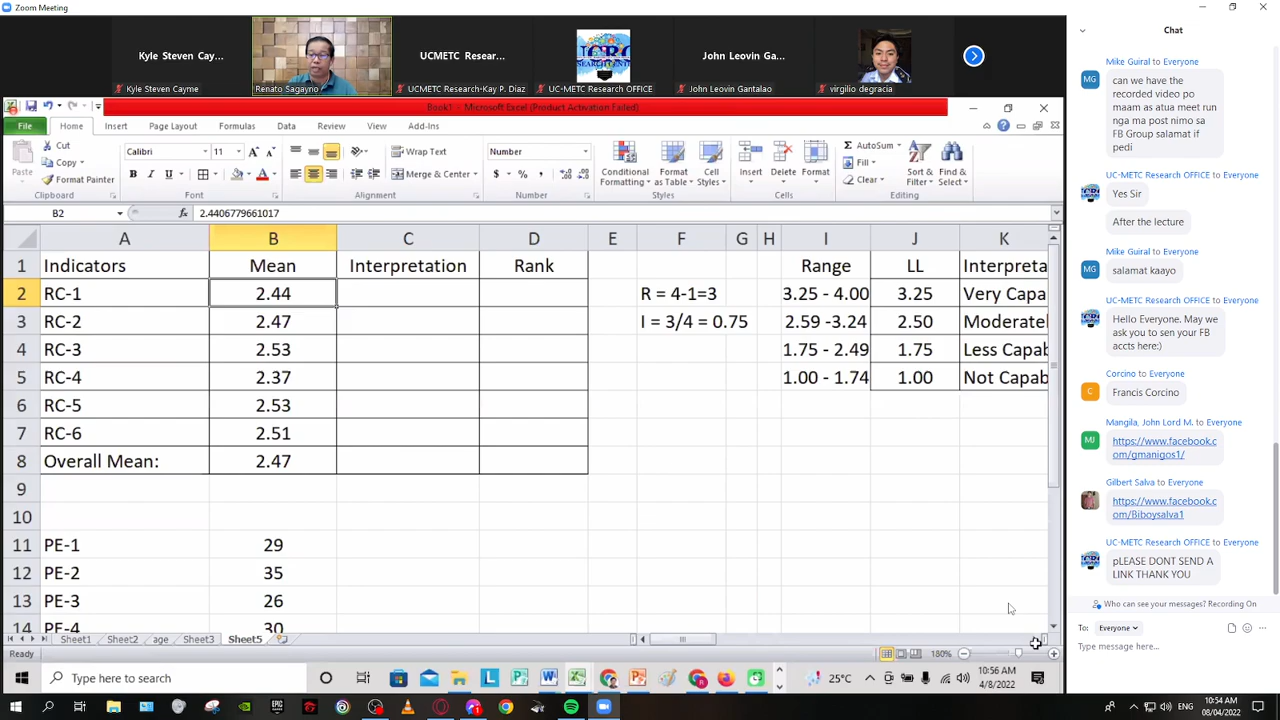 Zoom Meeting
Kyle Steven Cay...
UCMETC Resear...
John Leovin Ga...
Kyle Steven Cayne
Renato Sagayno
UCMETC Research-Kay P. Diaz
UC-METC Research OFFICE
John Leovin Gantalao
virgilio degracia
Book1 - Microsoft Excel (Product Activation Failed)
File Home Insert Page Layout Formulas Data Review View Add-Ins
Paste
Cut
Copy
Format Painter
Clipboard
Calibri 11
B I U
Font
Wrap Text
Merge & Center
Alignment
Number
$ % ,
Number
Conditional Formatting
Format as Table
Cell Styles
Styles
Insert Delete Format
Cells
AutoSum
Fill
Clear
Sort & Filter
Find & Select
Editing
B2 fx 2.4406779661017
A B C D E F G H I J K
1 Indicators Mean Interpretation Rank Range LL Interpreta
2 RC-1 2.44 R = 4-1=3 3.25 - 4.00 3.25 Very Capa
3 RC-2 2.47 I = 3/4 = 0.75 2.59 -3.24 2.50 Moderatel
4 RC-3 2.53 1.75 - 2.49 1.75 Less Capab
5 RC-4 2.37 1.00 - 1.74 1.00 Not Capab
6 RC-5 2.53
7 RC-6 2.51
8 Overall Mean: 2.47
9
10
11 PE-1 29
12 PE-2 35
13 PE-3 26
14 PE-4 30
Sheet1 Sheet2 age Sheet3 Sheet5
Ready
180%
Type here to search
25°C
10:56 AM
4/8/2022
Chat
Mike Guiral to Everyone
MG
can we have the
recorded video po
maam as atua meet run
nga ma post nimo sa
FB Group salamat if
pedi
UC-METC Research OFFICE to Everyone
Yes Sir
After the lecture
Mike Guiral to Everyone
MG
salamat kaayo
UC-METC Research OFFICE to Everyone
Hello Everyone. May we
ask you to sen your FB
accts here:)
Corcino to Everyone
C
Francis Corcino
Mangila, John Lord M. to Everyone
MJ
https://www.facebook.c
om/gmanigos1/
Gilbert Salva to Everyone
https://www.facebook.c
om/Biboysalva1
UC-METC Research OFFICE to Everyone
pLEASE DONT SEND A
LINK THANK YOU
Who can see your messages? Recording On
To: Everyone
Type message here...
ENG
10:54 AM
08/04/2022